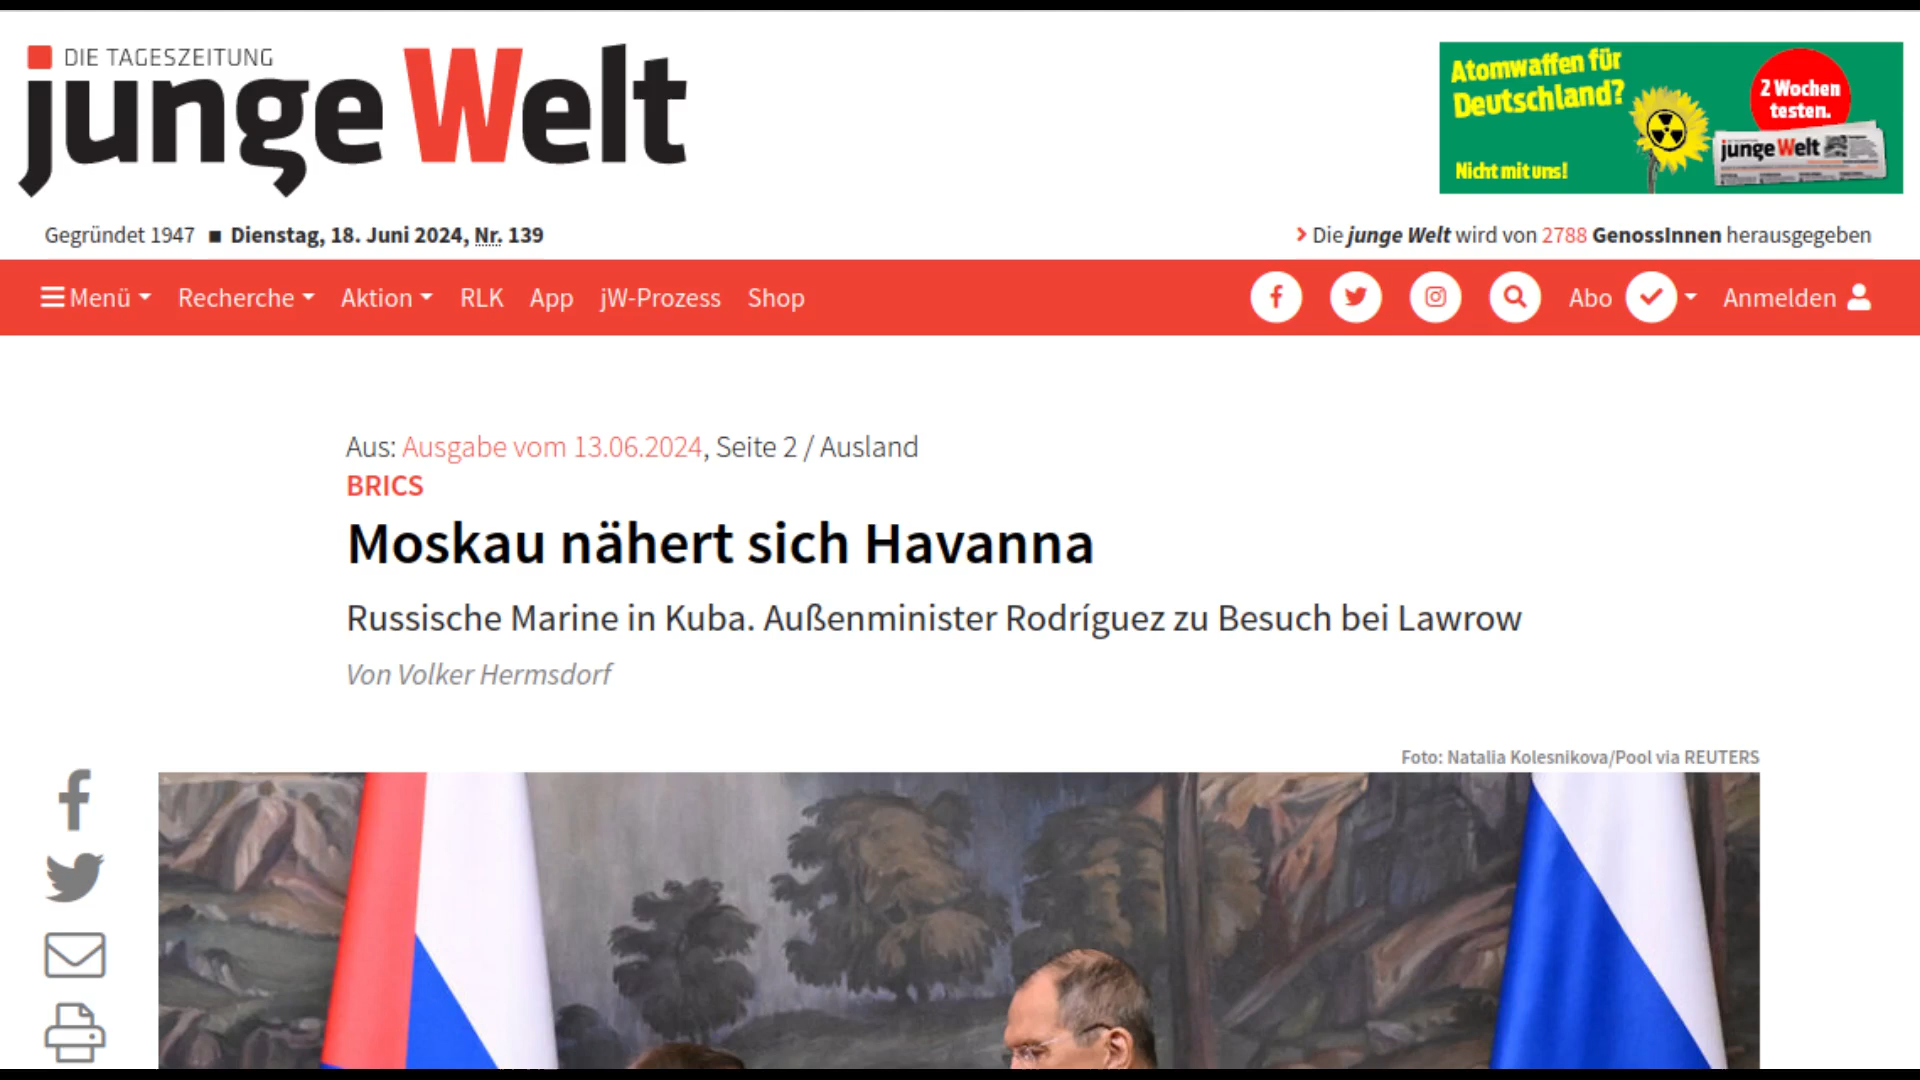 DIE TAGESZEITUNG
junge Welt
Atomwaffen für
Deutschland?
Nicht mit uns!
2 Wochen
testen.
junge Welt
Gegründet 1947 ■ Dienstag, 18. Juni 2024, Nr. 139
Die junge Welt wird von 2788 GenossInnen herausgegeben
Menü Recherche Aktion RLK App jW-Prozess Shop
Abo Anmelden
Aus: Ausgabe vom 13.06.2024, Seite 2 / Ausland
BRICS
Moskau nähert sich Havanna
Russische Marine in Kuba. Außenminister Rodríguez zu Besuch bei Lawrow
Von Volker Hermsdorf
Foto: Natalia Kolesnikova/Pool via REUTERS